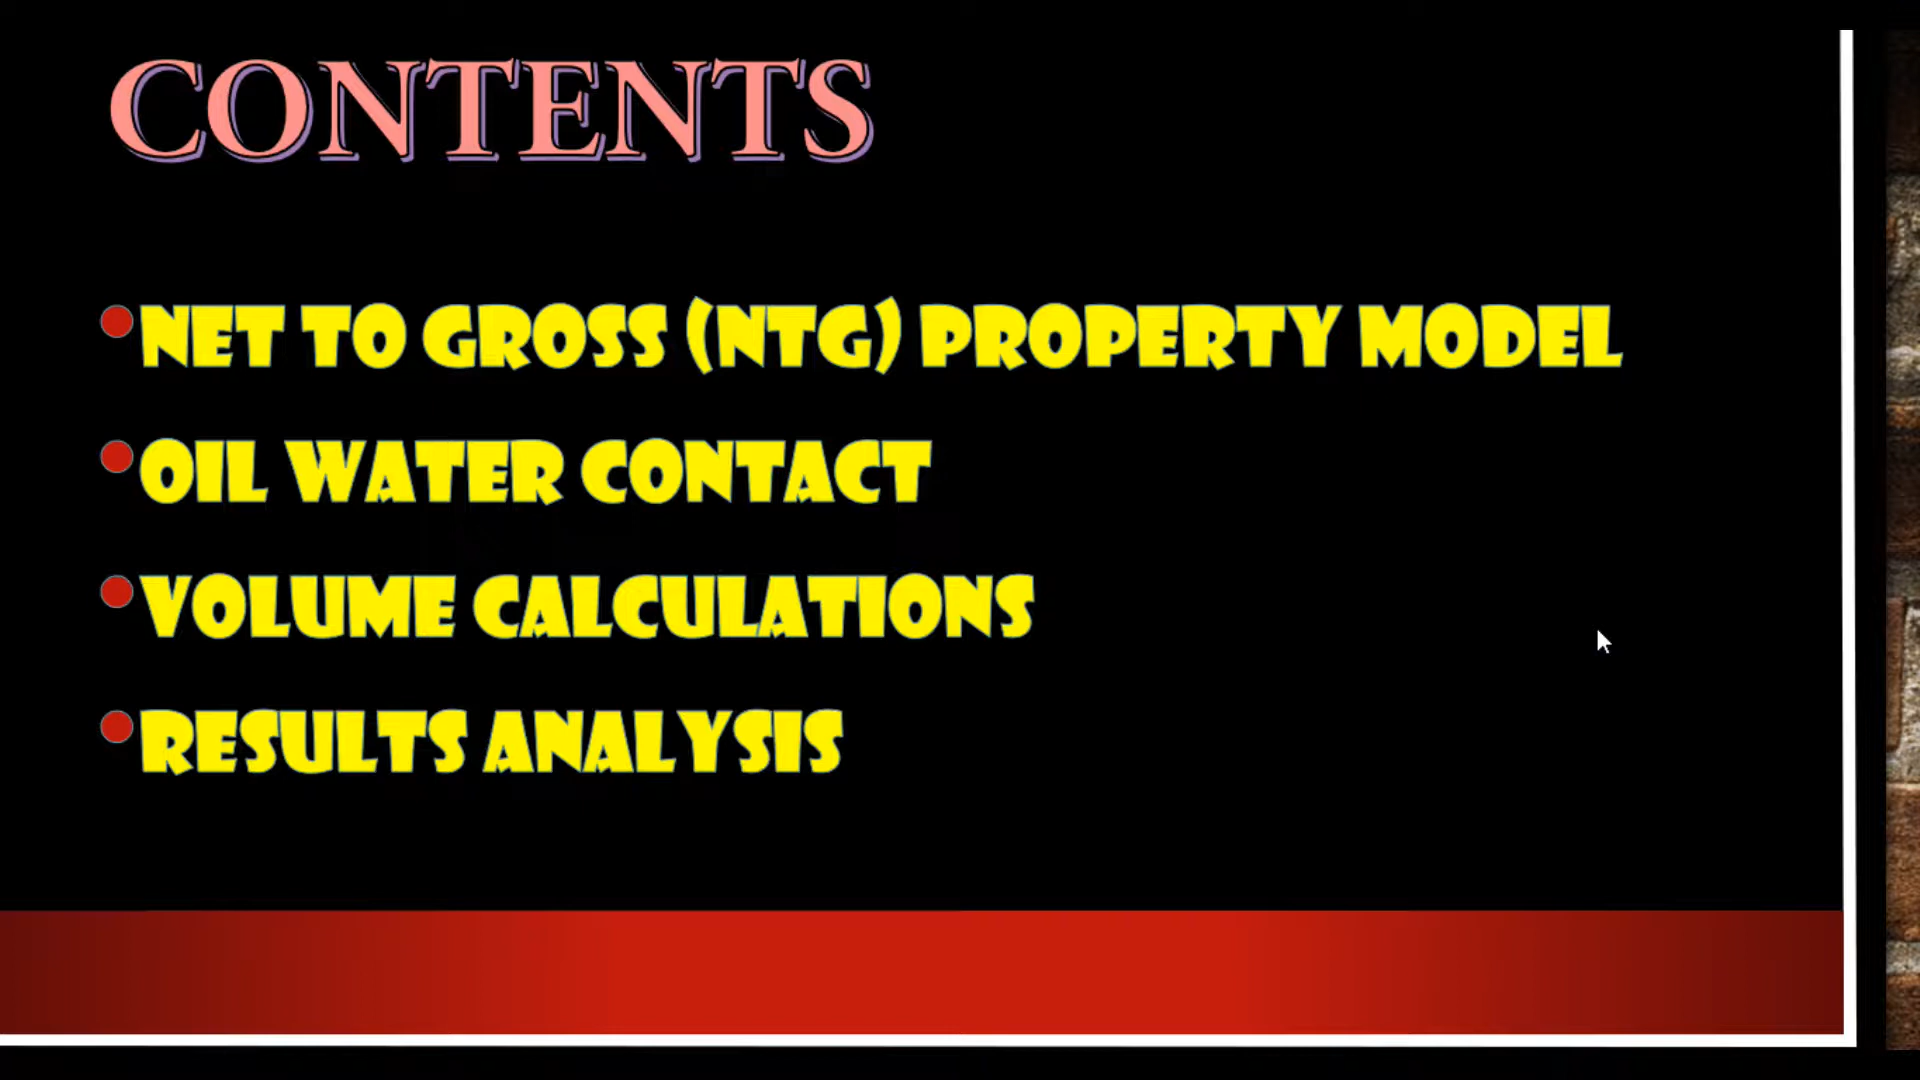 CONTENTS
NET TO GROSS (NTG) PROPERTY MODEL
OIL WATER CONTACT
VOLUME CALCULATIONS
RESULTS ANALYSIS